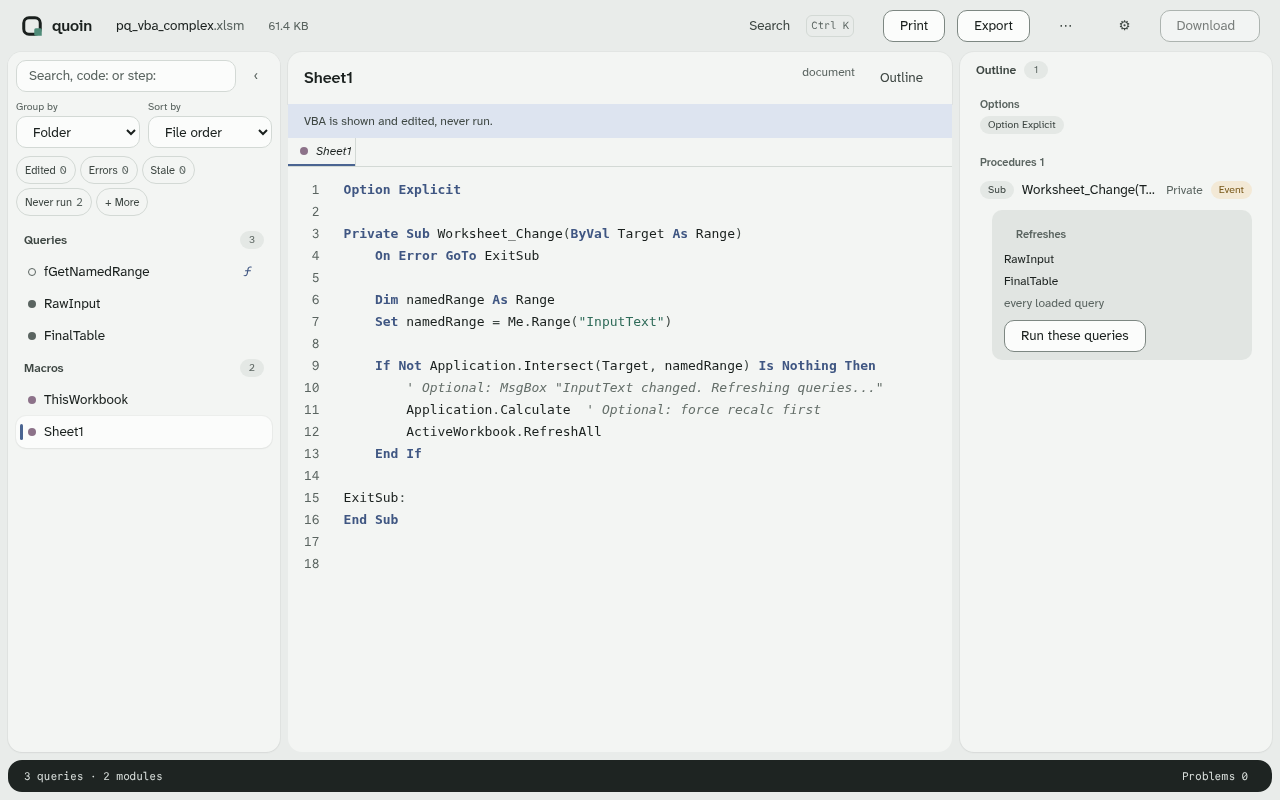 quoin
pq_vba_complex.xlsm
61.4 KB
Search
Ctrl K
Print
Export
⋯
⚙
Download
Search, code: or step:
‹
Group by
Sort by
Folder
File order
Edited 0
Errors 0
Stale 0
Never run 2
+ More
Queries 3
fGetNamedRange ƒ
RawInput
FinalTable
Macros 2
ThisWorkbook
Sheet1
Sheet1
document
Outline
VBA is shown and edited, never run.
Sheet1
1 Option Explicit
2
3 Private Sub Worksheet_Change(ByVal Target As Range)
4 On Error GoTo ExitSub
5
6 Dim namedRange As Range
7 Set namedRange = Me.Range("InputText")
8
9 If Not Application.Intersect(Target, namedRange) Is Nothing Then
10 ' Optional: MsgBox "InputText changed. Refreshing queries..."
11 Application.Calculate  ' Optional: force recalc first
12 ActiveWorkbook.RefreshAll
13 End If
14
15 ExitSub:
16 End Sub
17
18
Outline 1
Options
Option Explicit
Procedures 1
Sub Worksheet_Change(T... Private Event
Refreshes
RawInput
FinalTable
every loaded query
Run these queries
3 queries · 2 modules
Problems 0